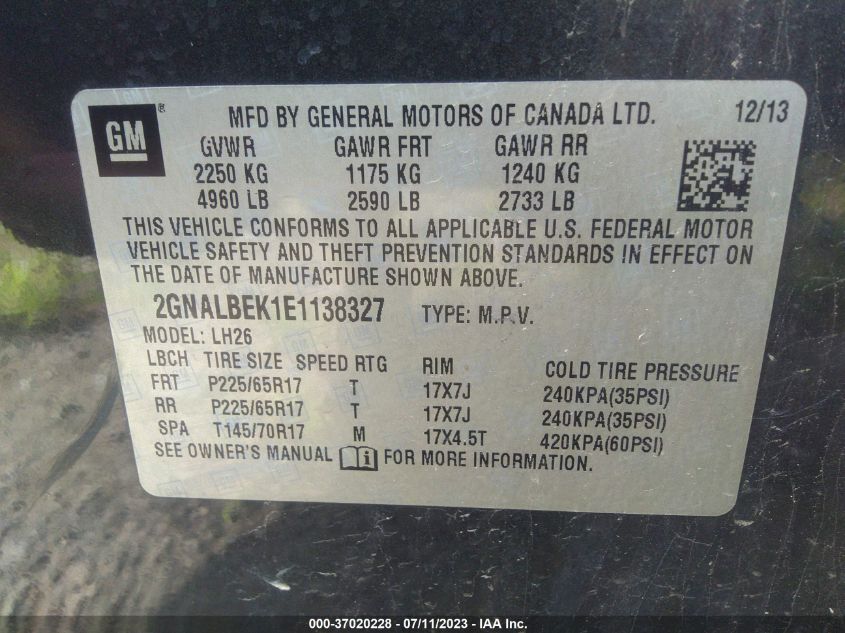 GM ®
MFD BY GENERAL MOTORS OF CANADA LTD. 12/13
GVWR GAWR FRT GAWR RR
2250 KG 1175 KG 1240 KG
4960 LB 2590 LB 2733 LB
THIS VEHICLE CONFORMS TO ALL APPLICABLE U.S. FEDERAL MOTOR
VEHICLE SAFETY AND THEFT PREVENTION STANDARDS IN EFFECT ON
THE DATE OF MANUFACTURE SHOWN ABOVE.
2GNALBEK1E1138327 TYPE: M.P.V.
MODEL: LH26
LBCH TIRE SIZE SPEED RTG RIM COLD TIRE PRESSURE
FRT P225/65R17 T 17X7J 240KPA(35PSI)
RR P225/65R17 T 17X7J 240KPA(35PSI)
SPA T145/70R17 M 17X4.5T 420KPA(60PSI)
SEE OWNER'S MANUAL i FOR MORE INFORMATION.
000-37020228 - 07/11/2023 - IAA Inc.